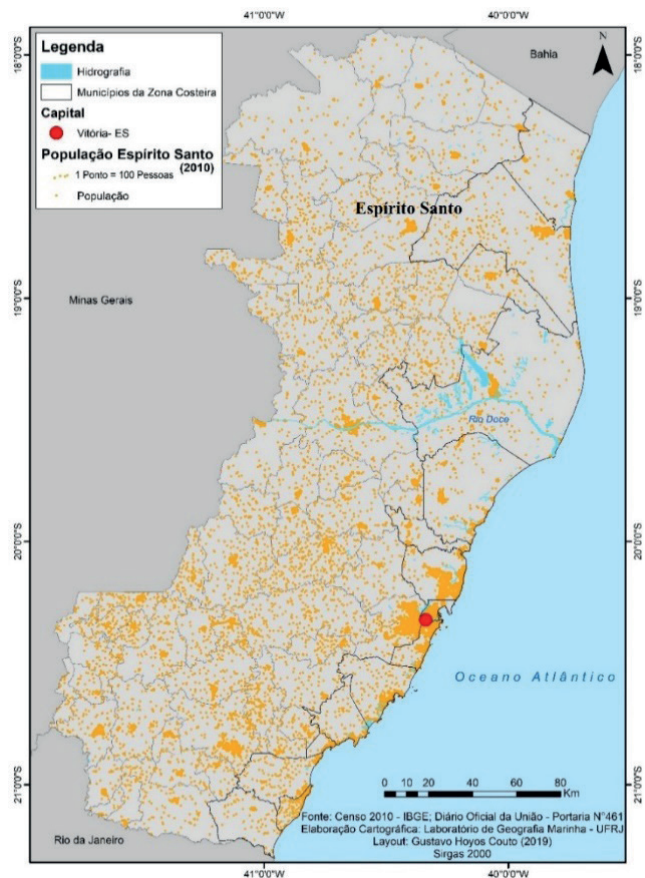 41°0'0"W
40°0'0"W
18°0'0"S
18°0'0"S
Legenda
Hidrografia
Municípios da Zona Costeira
Capital
Vitória- ES
População Espírito Santo
(2010)
1 Ponto = 100 Pessoas
População
Bahia
N
Espírito Santo
19°0'0"S
Minas Gerais
19°0'0"S
Rio Doce
20°0'0"S
20°0'0"S
Oceano Atlântico
21°0'0"S
21°0'0"S
0 10 20 40 60 80
Km
Fonte: Censo 2010 - IBGE; Diário Oficial da União - Portaria N°461
Elaboração Cartográfica: Laboratório de Geografia Marinha - UFRJ
Layout: Gustavo Hoyos Couto (2019)
Sirgas 2000
Rio da Janeiro
41°0'0"W
40°0'0"W